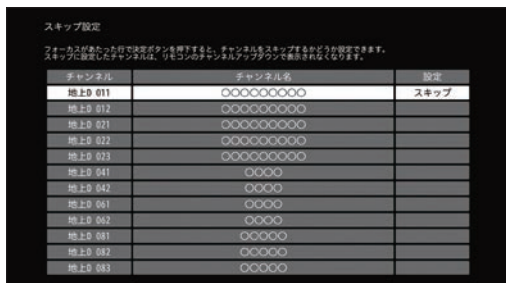 スキップ設定
フォーカスがあたった行で決定ボタンを押下すると、チャンネルをスキップするかどうか設定できます。
スキップに設定したチャンネルは、リモコンのチャンネルアップダウンで表示されなくなります。
チャンネル チャンネル名 設定
地上D 011 ○○○○○○○○○ スキップ
地上D 012 ○○○○○○○○○
地上D 021 ○○○○○○○○○
地上D 022 ○○○○○○○○○
地上D 023 ○○○○○○○○○
地上D 041 ○○○○
地上D 042 ○○○○
地上D 061 ○○○○
地上D 062 ○○○○
地上D 081 ○○○○○
地上D 082 ○○○○○
地上D 083 ○○○○○